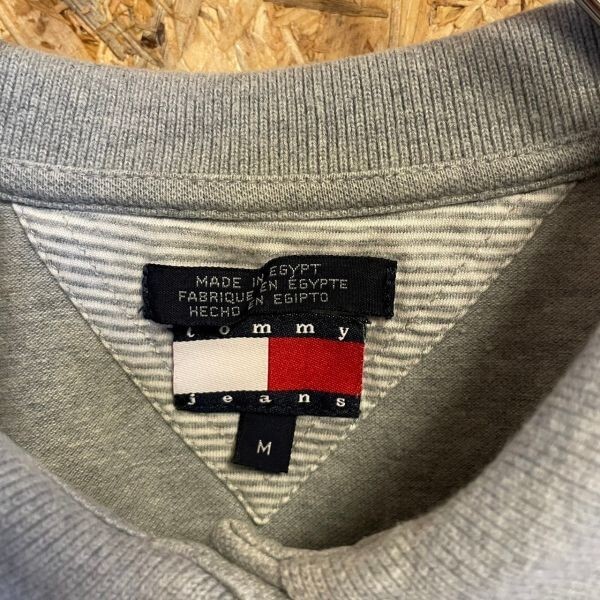 MADE IN EGYPT
FABRIQUE EN EGYPTE
HECHO EN EGIPTO
tommy
jeans
M